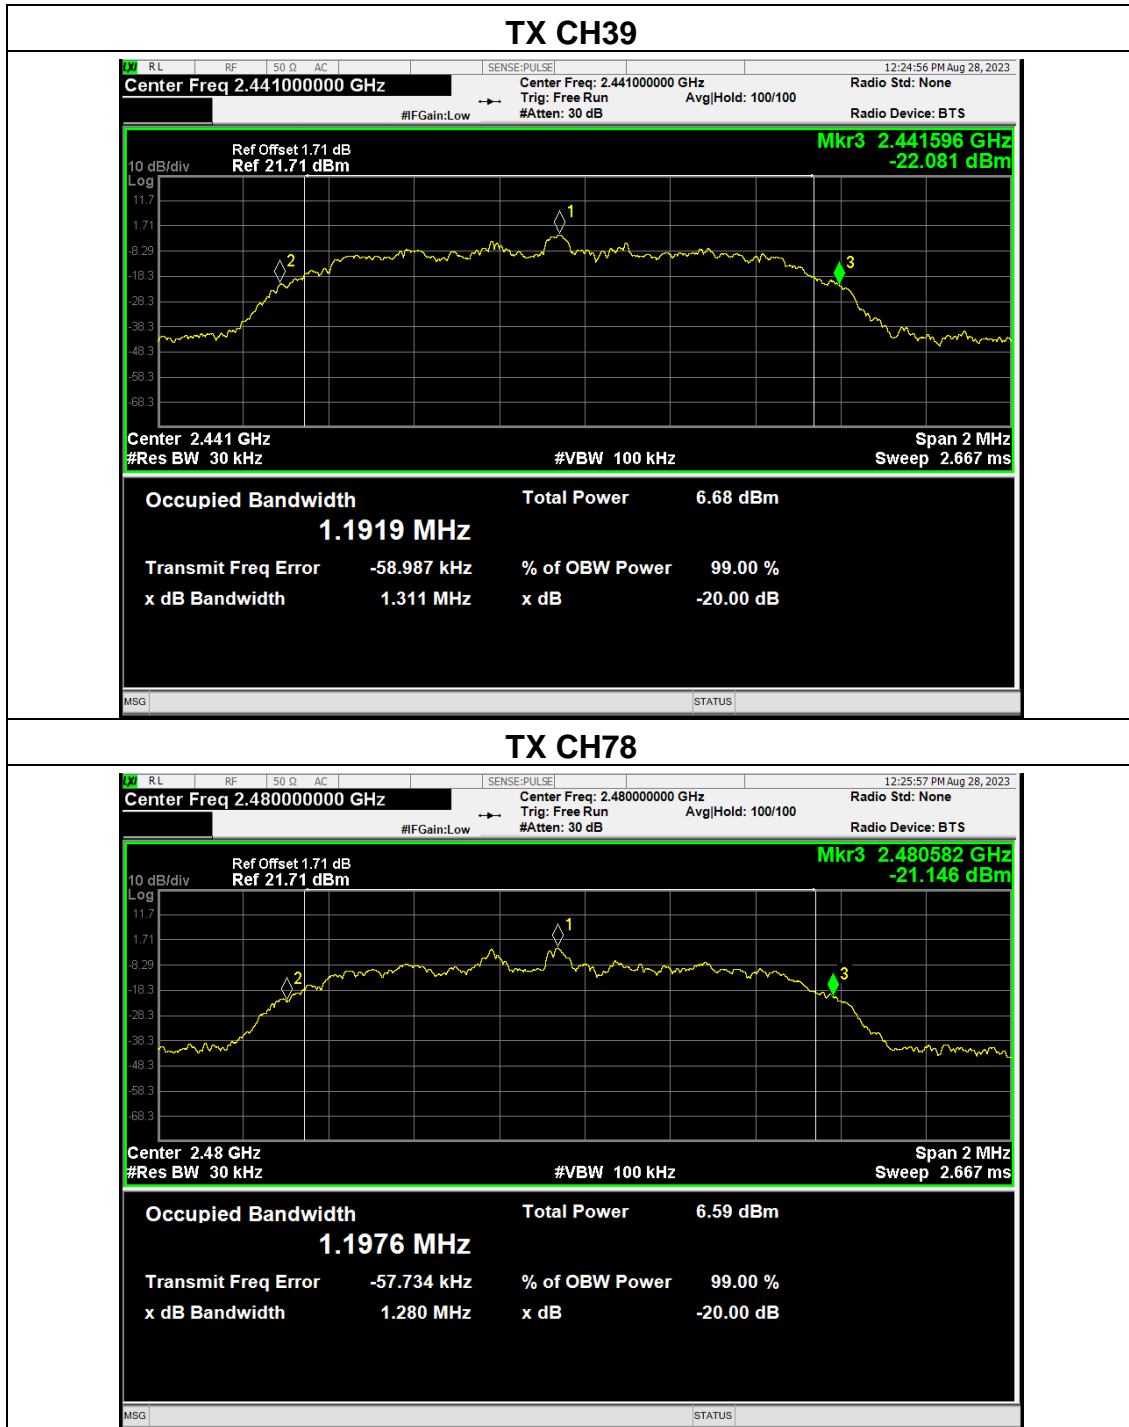 TX CH39
LXI RL RF 50 Ω AC SENSE:PULSE 12:24:56 PM Aug 28, 2023
Center Freq 2.441000000 GHz Center Freq: 2.441000000 GHz Radio Std: None
Trig: Free Run Avg|Hold: 100/100
#IFGain:Low #Atten: 30 dB Radio Device: BTS
Mkr3 2.441596 GHz
-22.081 dBm
Ref Offset 1.71 dB
10 dB/div Ref 21.71 dBm
Log
11.7
1.71
-8.29
-18.3
-28.3
-38.3
-48.3
-58.3
-68.3
1
2
3
Center 2.441 GHz Span 2 MHz
#Res BW 30 kHz #VBW 100 kHz Sweep 2.667 ms
Occupied Bandwidth Total Power 6.68 dBm
1.1919 MHz
Transmit Freq Error -58.987 kHz % of OBW Power 99.00 %
x dB Bandwidth 1.311 MHz x dB -20.00 dB
MSG STATUS
TX CH78
LXI RL RF 50 Ω AC SENSE:PULSE 12:25:57 PM Aug 28, 2023
Center Freq 2.480000000 GHz Center Freq: 2.480000000 GHz Radio Std: None
Trig: Free Run Avg|Hold: 100/100
#IFGain:Low #Atten: 30 dB Radio Device: BTS
Mkr3 2.480582 GHz
-21.146 dBm
Ref Offset 1.71 dB
10 dB/div Ref 21.71 dBm
Log
11.7
1.71
-8.29
-18.3
-28.3
-38.3
-48.3
-58.3
-68.3
1
2
3
Center 2.48 GHz Span 2 MHz
#Res BW 30 kHz #VBW 100 kHz Sweep 2.667 ms
Occupied Bandwidth Total Power 6.59 dBm
1.1976 MHz
Transmit Freq Error -57.734 kHz % of OBW Power 99.00 %
x dB Bandwidth 1.280 MHz x dB -20.00 dB
MSG STATUS